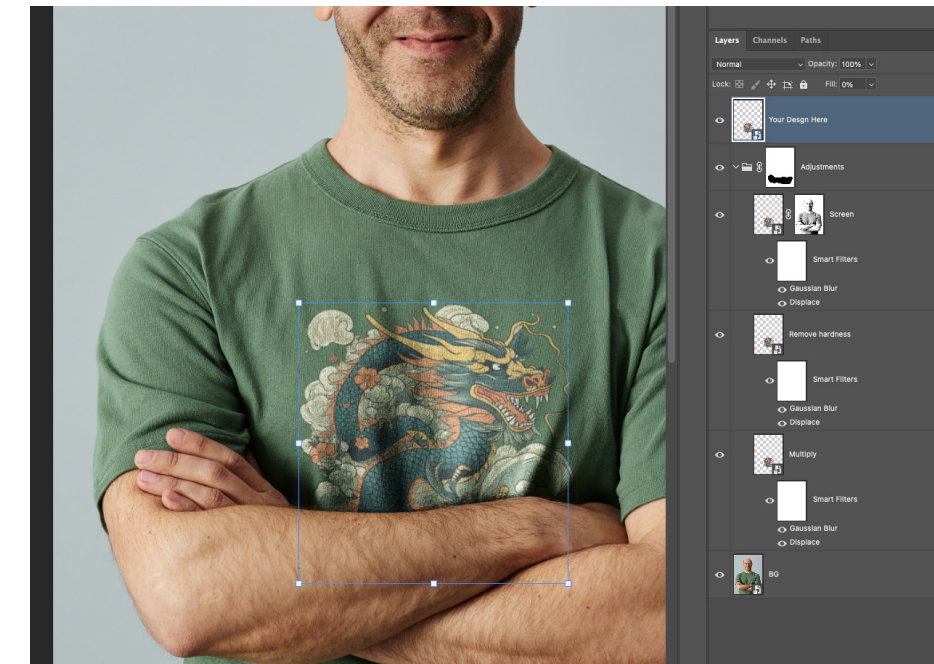 Layers Channels Paths
Normal Opacity: 100%
Lock: Fill: 0%
Your Desgn Here
Adjustments
Screen
Smart Filters
Gaussian Blur
Displace
Remove hardness
Smart Filters
Gaussian Blur
Displace
Multiply
Smart Filters
Gaussian Blur
Displace
BG